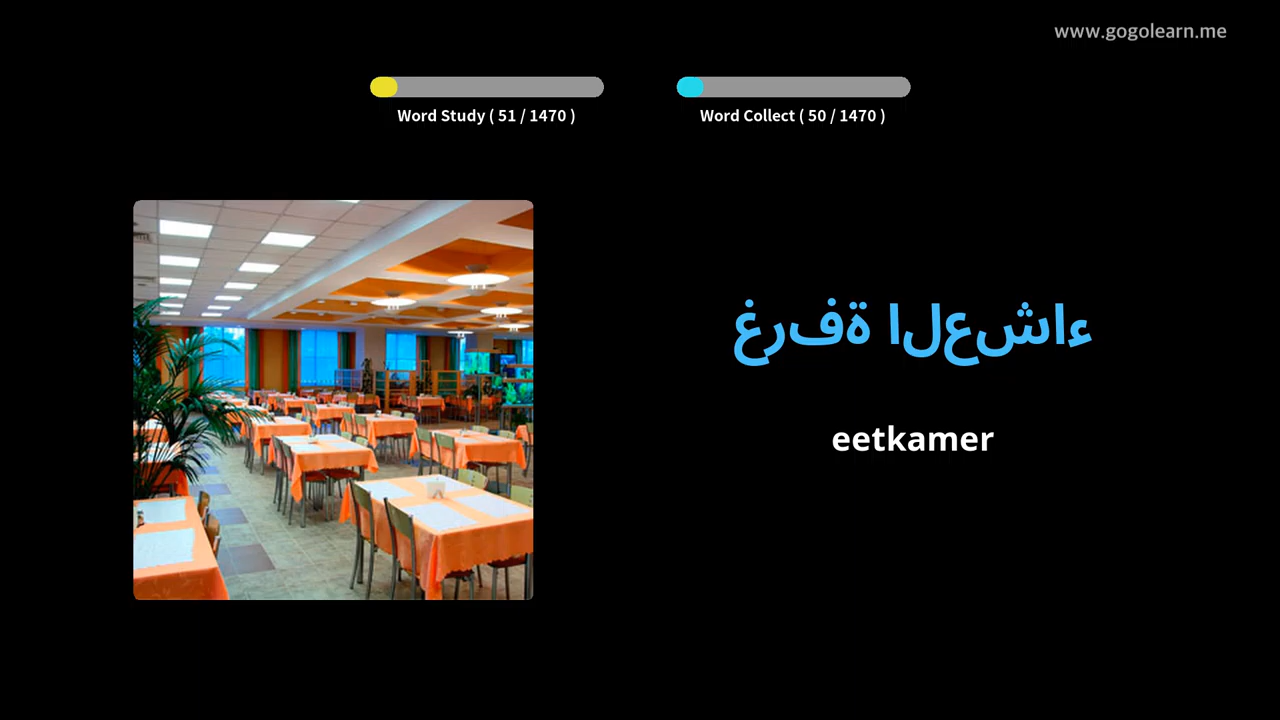 www.gogolearn.me
Word Study ( 51 / 1470 )
Word Collect ( 50 / 1470 )
غرفة العشاء
eetkamer